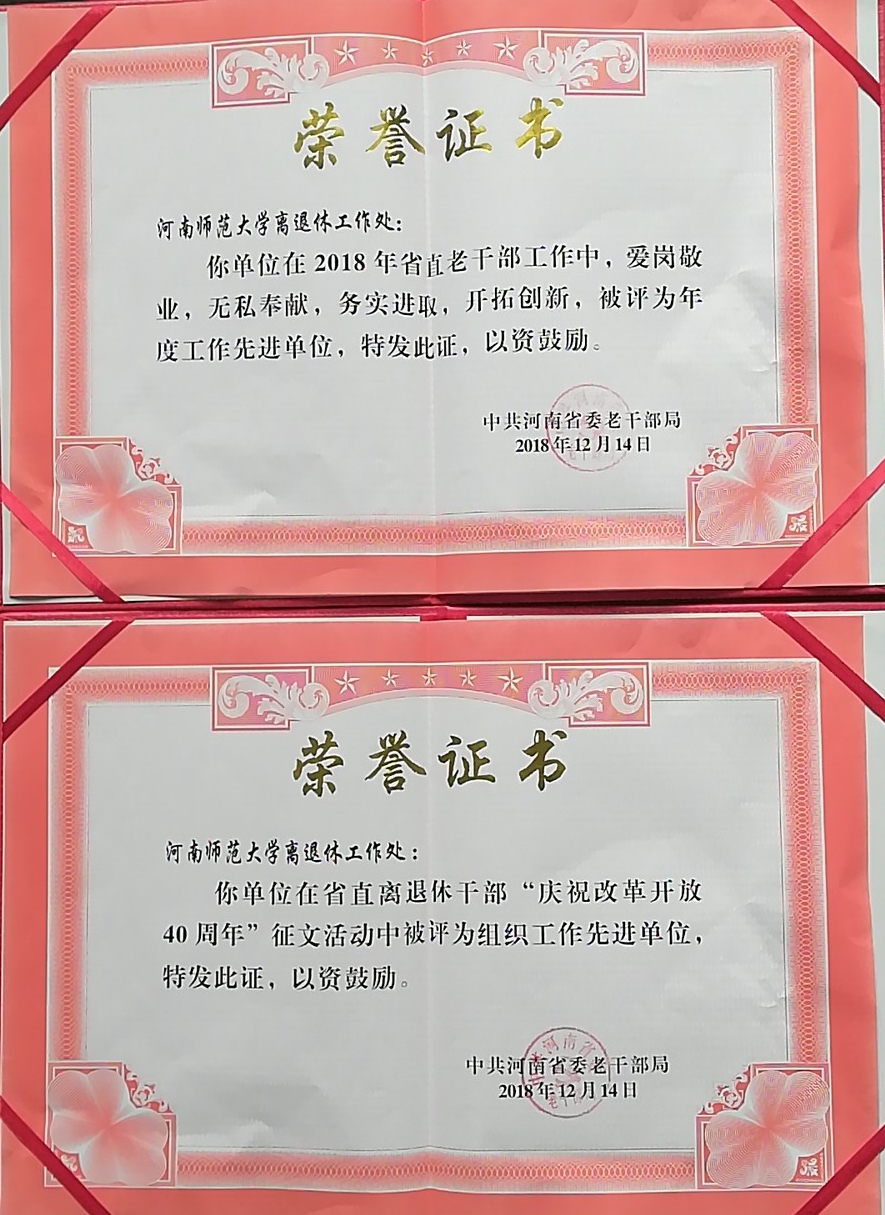 荣誉证书
河南师范大学离退休工作处：
你单位在 2018 年省直老干部工作中，爱岗敬
业，无私奉献，务实进取，开拓创新，被评为年
度工作先进单位，特发此证，以资鼓励。
中共河南省委老干部局
2018年12月14日
荣誉证书
河南师范大学离退休工作处：
你单位在省直离退休干部“庆祝改革开放
40 周年”征文活动中被评为组织工作先进单位，
特发此证，以资鼓励。
中共河南省委老干部局
2018年12月14日